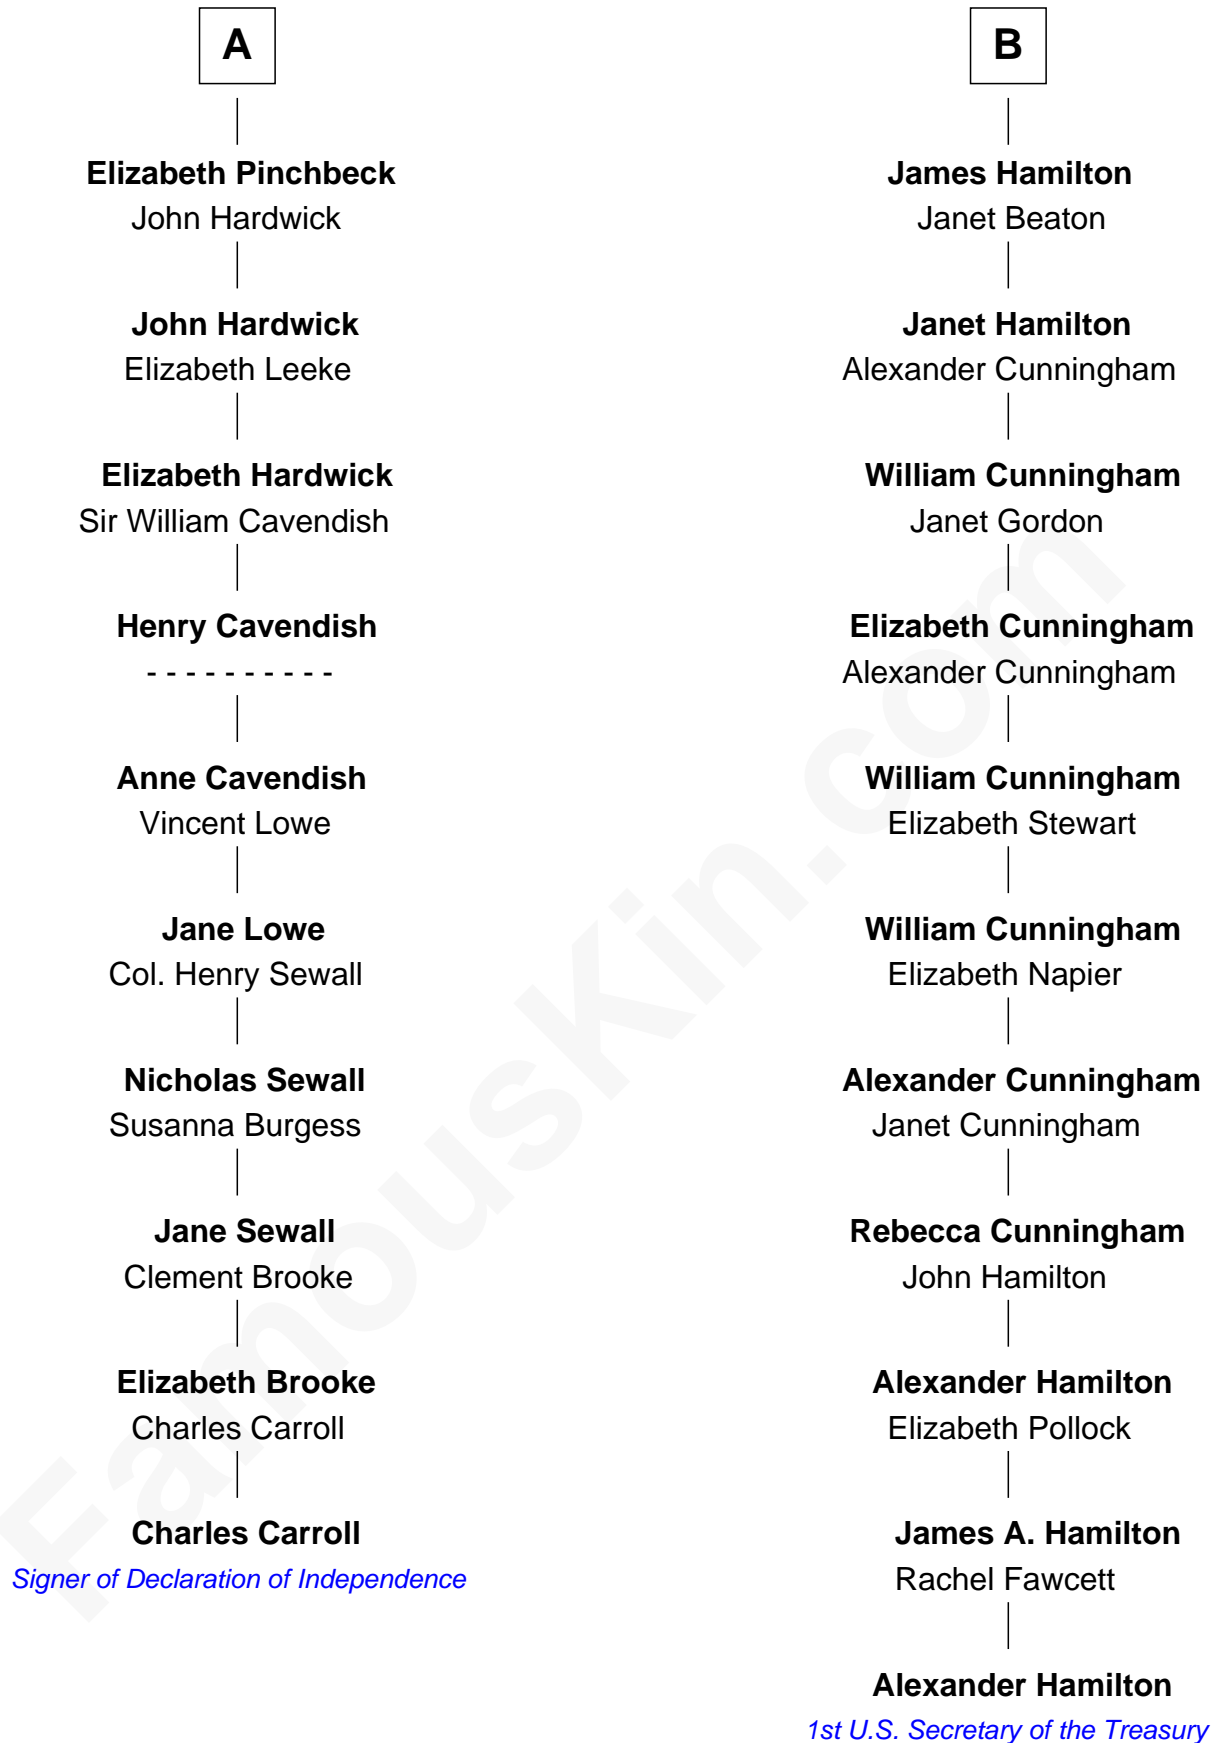 A
Elizabeth Pinchbeck
John Hardwick
John Hardwick
Elizabeth Leeke
Elizabeth Hardwick
Sir William Cavendish
Henry Cavendish
- - - - - - - - - -
Anne Cavendish
Vincent Lowe
Jane Lowe
Col. Henry Sewall
Nicholas Sewall
Susanna Burgess
Jane Sewall
Clement Brooke
Elizabeth Brooke
Charles Carroll
Charles Carroll
Signer of Declaration of Independence
B
James Hamilton
Janet Beaton
Janet Hamilton
Alexander Cunningham
William Cunningham
Janet Gordon
Elizabeth Cunningham
Alexander Cunningham
William Cunningham
Elizabeth Stewart
William Cunningham
Elizabeth Napier
Alexander Cunningham
Janet Cunningham
Rebecca Cunningham
John Hamilton
Alexander Hamilton
Elizabeth Pollock
James A. Hamilton
Rachel Fawcett
Alexander Hamilton
1st U.S. Secretary of the Treasury
FamousKin.com